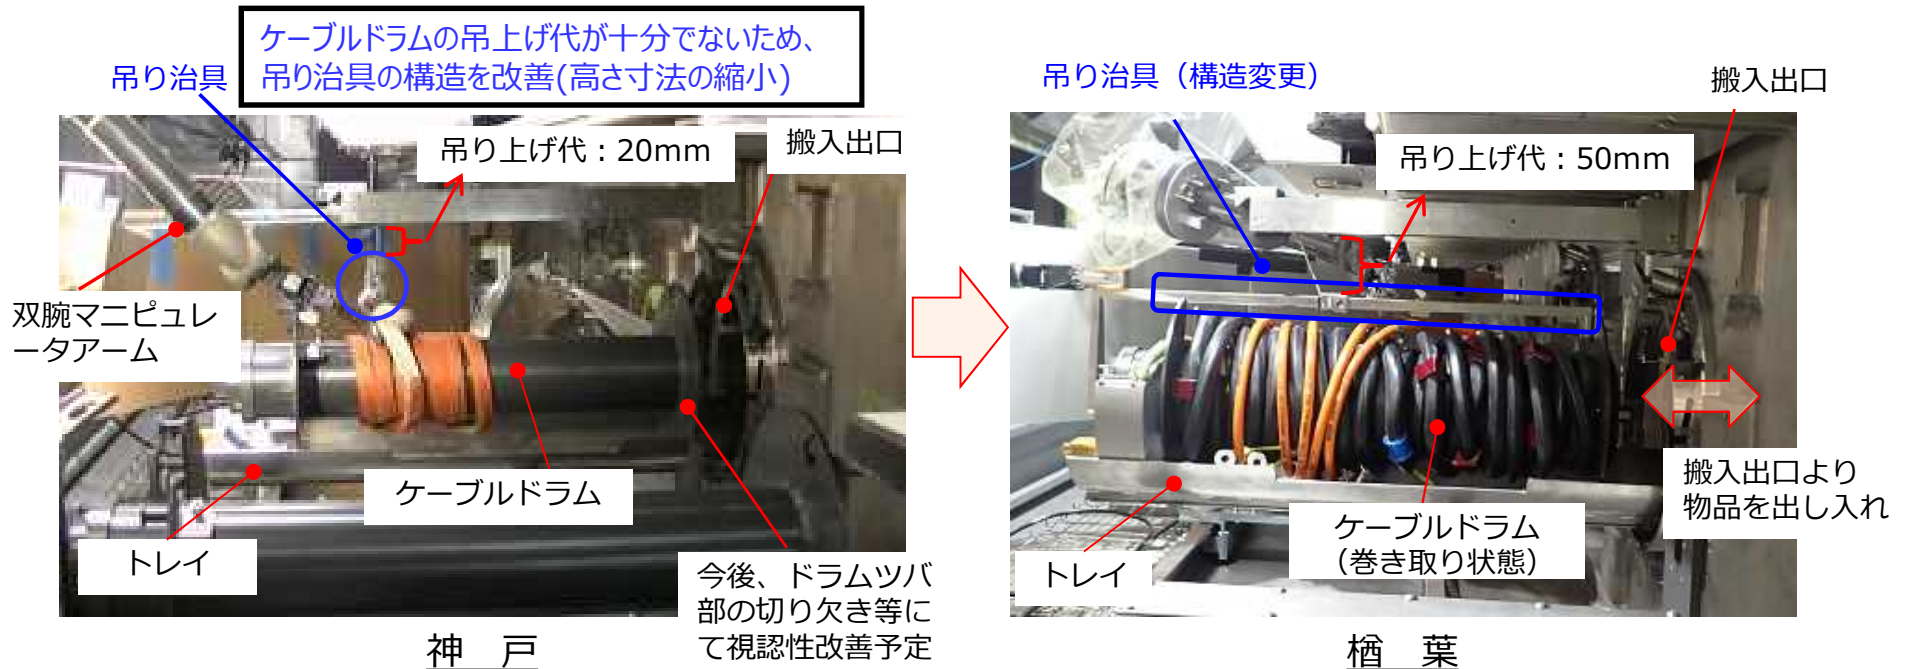 ケーブルドラムの吊上げ代が十分でないため、
吊り治具の構造を改善(高さ寸法の縮小)
吊り治具
吊り上げ代：20mm
搬入出口
双腕マニピュレ
ータアーム
ケーブルドラム
トレイ
今後、ドラムツバ
部の切り欠き等に
て視認性改善予定
神　戸
吊り治具（構造変更）
搬入出口
吊り上げ代：50mm
搬入出口より
物品を出し入れ
ケーブルドラム
（巻き取り状態）
トレイ
楢　葉